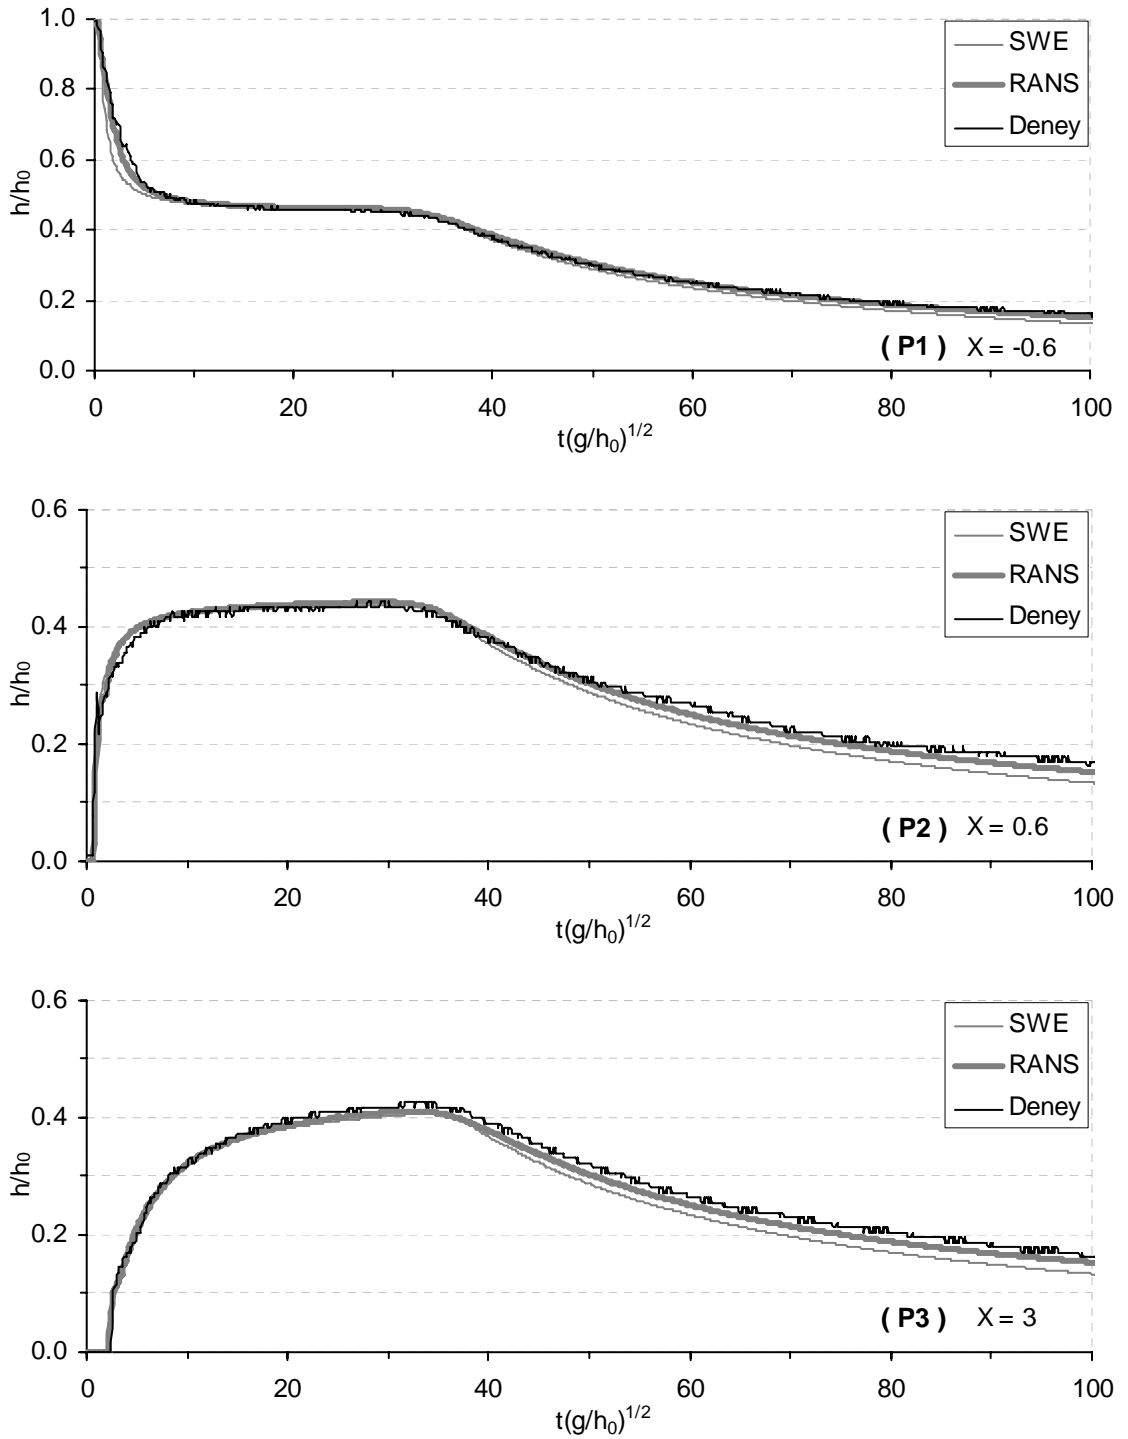 1.0
0.8
0.6
0.4
0.2
0.0
h/h0
SWE
RANS
Deney
( P1 ) X = -0.6
0 20 40 60 80 100
t(g/h0)1/2
0.6
0.4
0.2
0.0
h/h0
SWE
RANS
Deney
( P2 ) X = 0.6
0 20 40 60 80 100
t(g/h0)1/2
0.6
0.4
0.2
0.0
h/h0
SWE
RANS
Deney
( P3 ) X = 3
0 20 40 60 80 100
t(g/h0)1/2